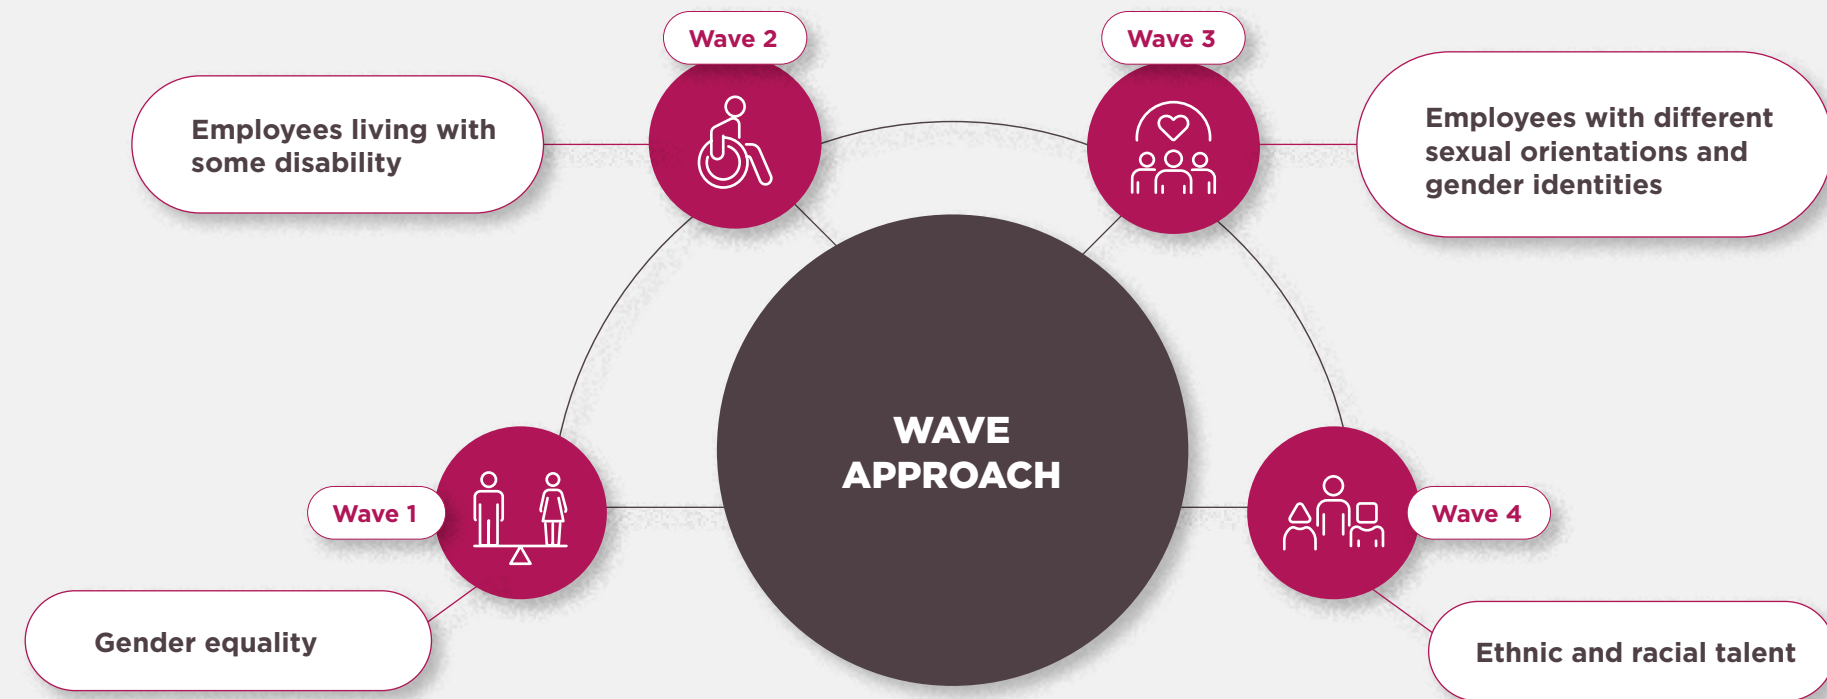 Wave 2
Wave 3
Employees living with
some disability
Employees with different
sexual orientations and
gender identities
WAVE
APPROACH
Wave 1
Wave 4
Gender equality
Ethnic and racial talent